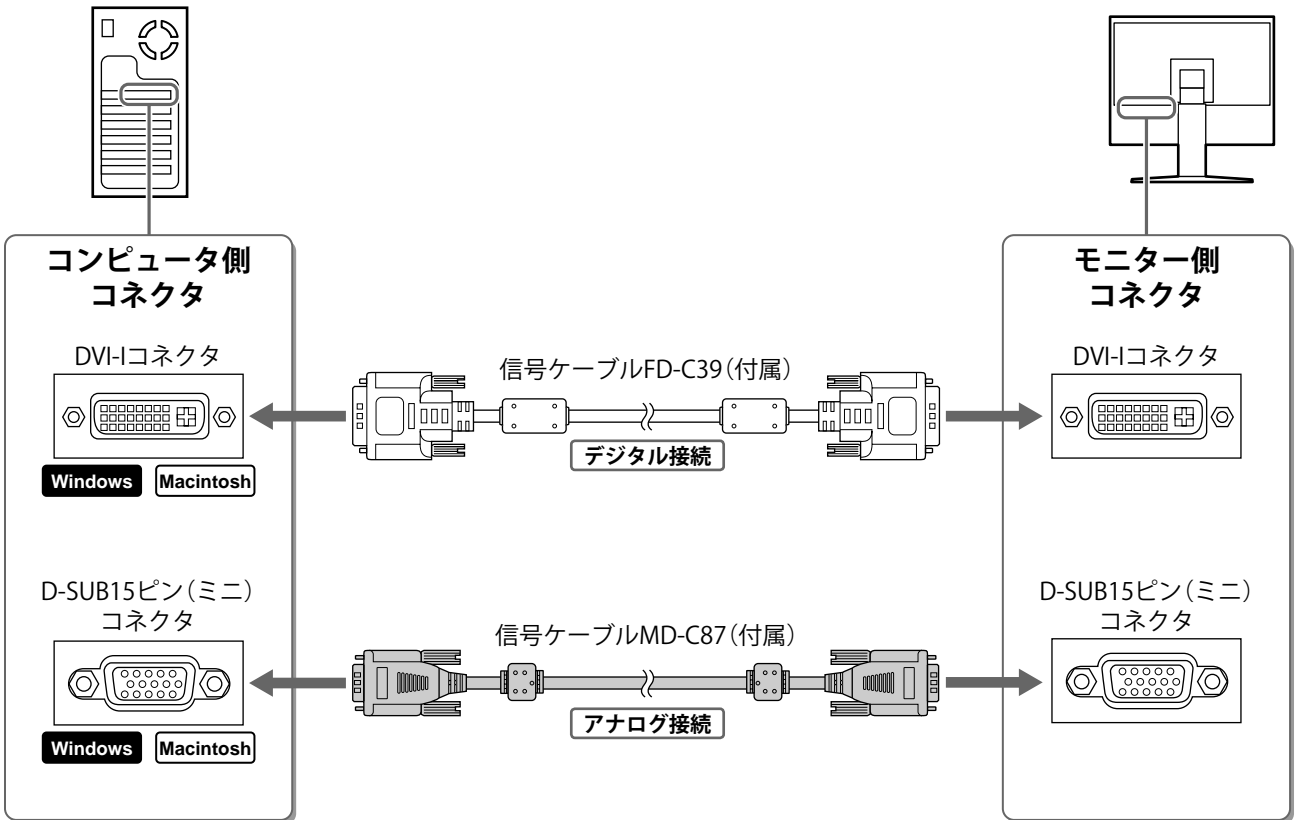 コンピュータ側
コネクタ
DVI-Iコネクタ
Windows Macintosh
D-SUB15ピン（ミニ）
コネクタ
Windows Macintosh
信号ケーブルFD-C39（付属）
デジタル接続
信号ケーブルMD-C87（付属）
アナログ接続
モニター側
コネクタ
DVI-Iコネクタ
D-SUB15ピン（ミニ）
コネクタ